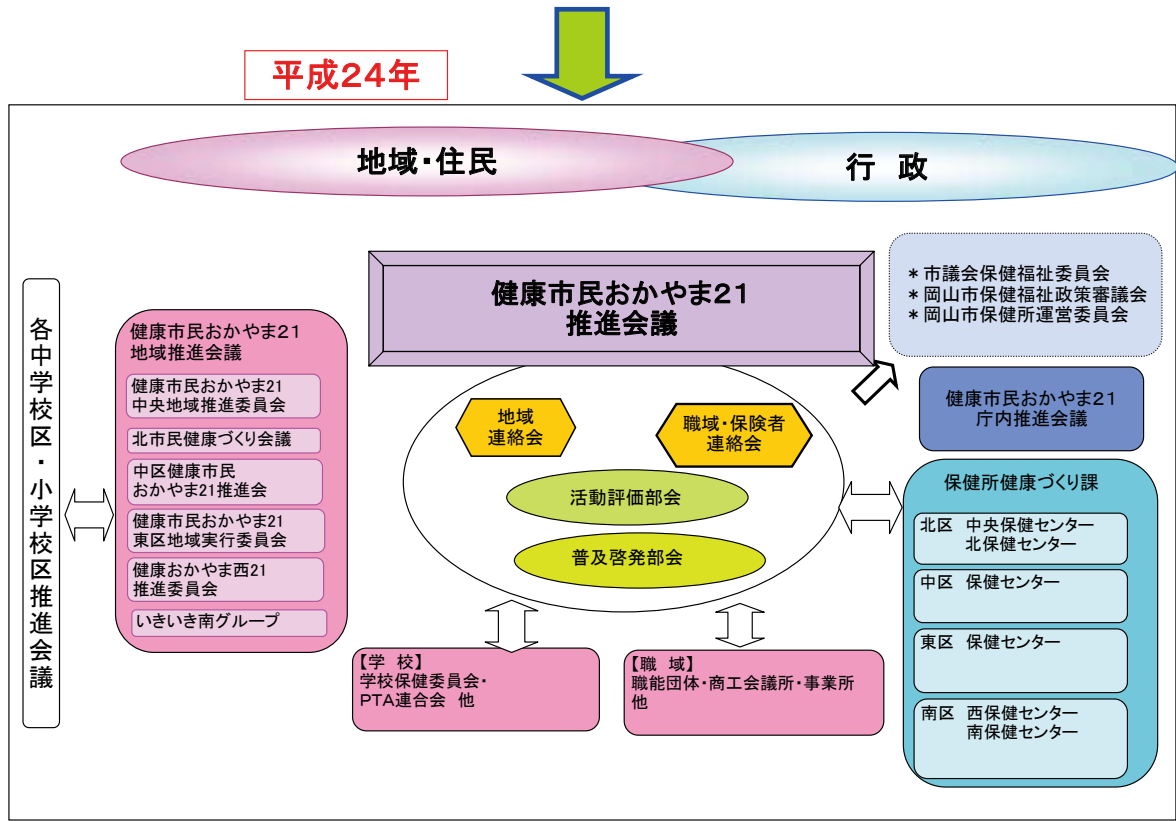 平成24年
地域・住民
行 政
健康市民おかやま21
推進会議
＊市議会保健福祉委員会
＊岡山市保健福祉政策審議会
＊岡山市保健所運営委員会
各中学校区・小学校区推進会議
健康市民おかやま21
地域推進会議
健康市民おかやま21
中央地域推進委員会
北市民健康づくり会議
中区健康市民
おかやま21推進会
健康市民おかやま21
東区地域実行委員会
健康おかやま西21
推進委員会
いきいき南グループ
地域
連絡会
職域・保険者
連絡会
活動評価部会
普及啓発部会
健康市民おかやま21
庁内推進会議
保健所健康づくり課
北区 中央保健センター
北保健センター
中区 保健センター
東区 保健センター
南区 西保健センター
南保健センター
【学 校】
学校保健委員会・
PTA連合会 他
【職 域】
職能団体・商工会議所・事業所
他